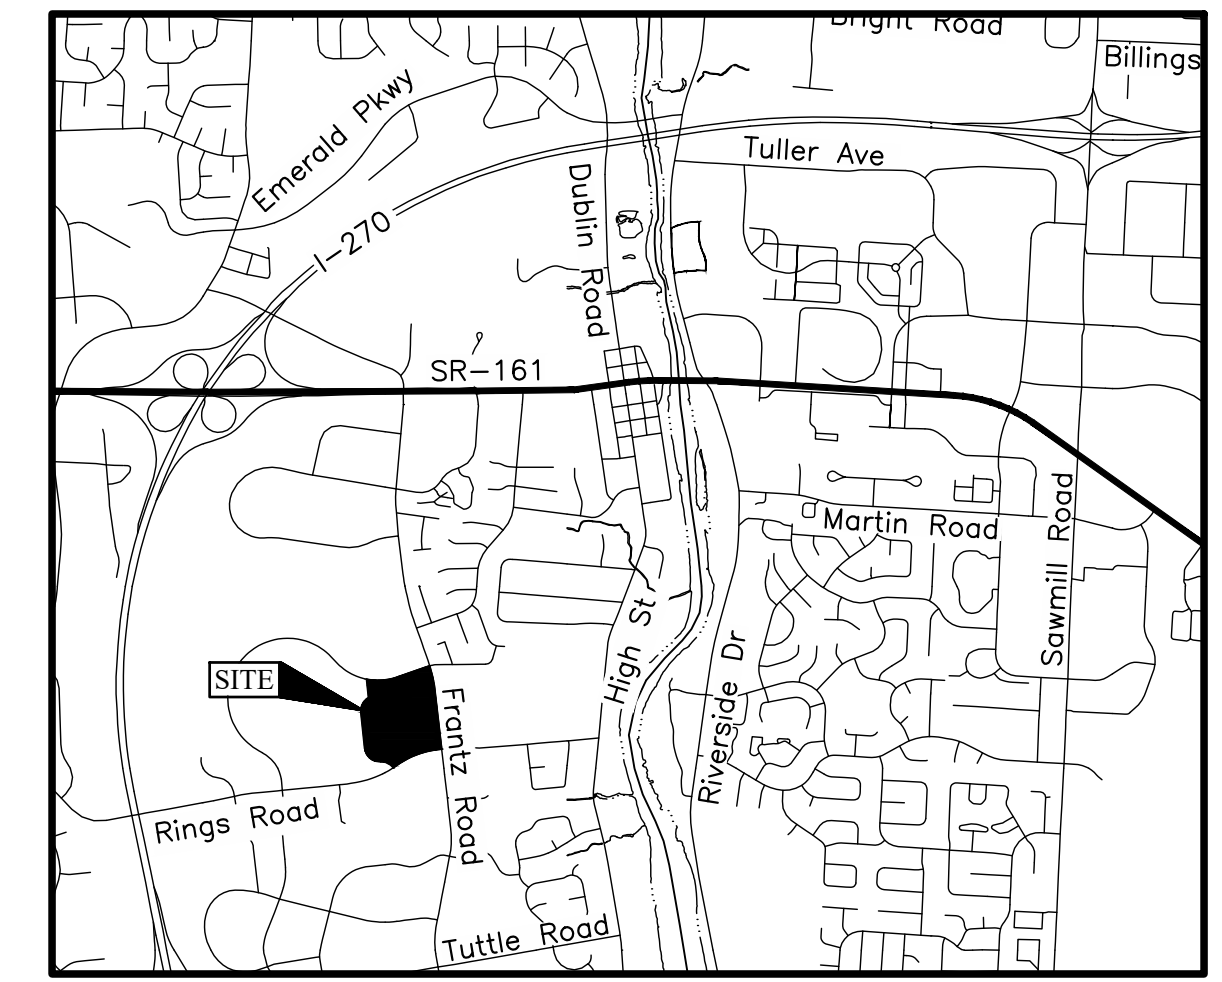 Bright Road
Billings
Emerald Pkwy
Tuller Ave
Dublin Road
I-270
SR-161
Martin Road
Sawmill Road
High St
Riverside Dr
SITE
Frantz Road
Rings Road
Tuttle Road